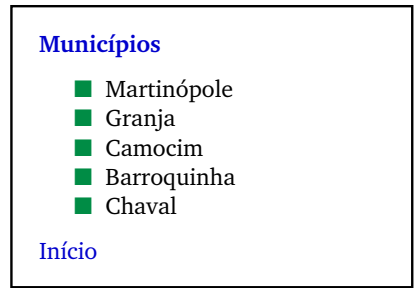 Municípios
Martinópole
Granja
Camocim
Barroquinha
Chaval
Início